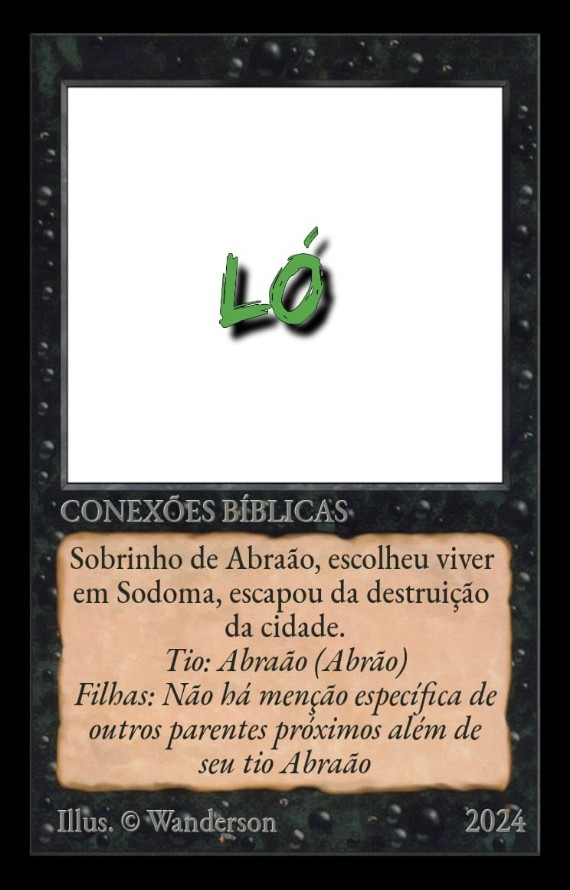 LÓ
CONEXÕES BÍBLICAS
Sobrinho de Abraão, escolheu viver
em Sodoma, escapou da destruição
da cidade.
Tio: Abraão (Abrão)
Filhas: Não há menção específica de
outros parentes próximos além de
seu tio Abraão
Illus. © Wanderson 2024